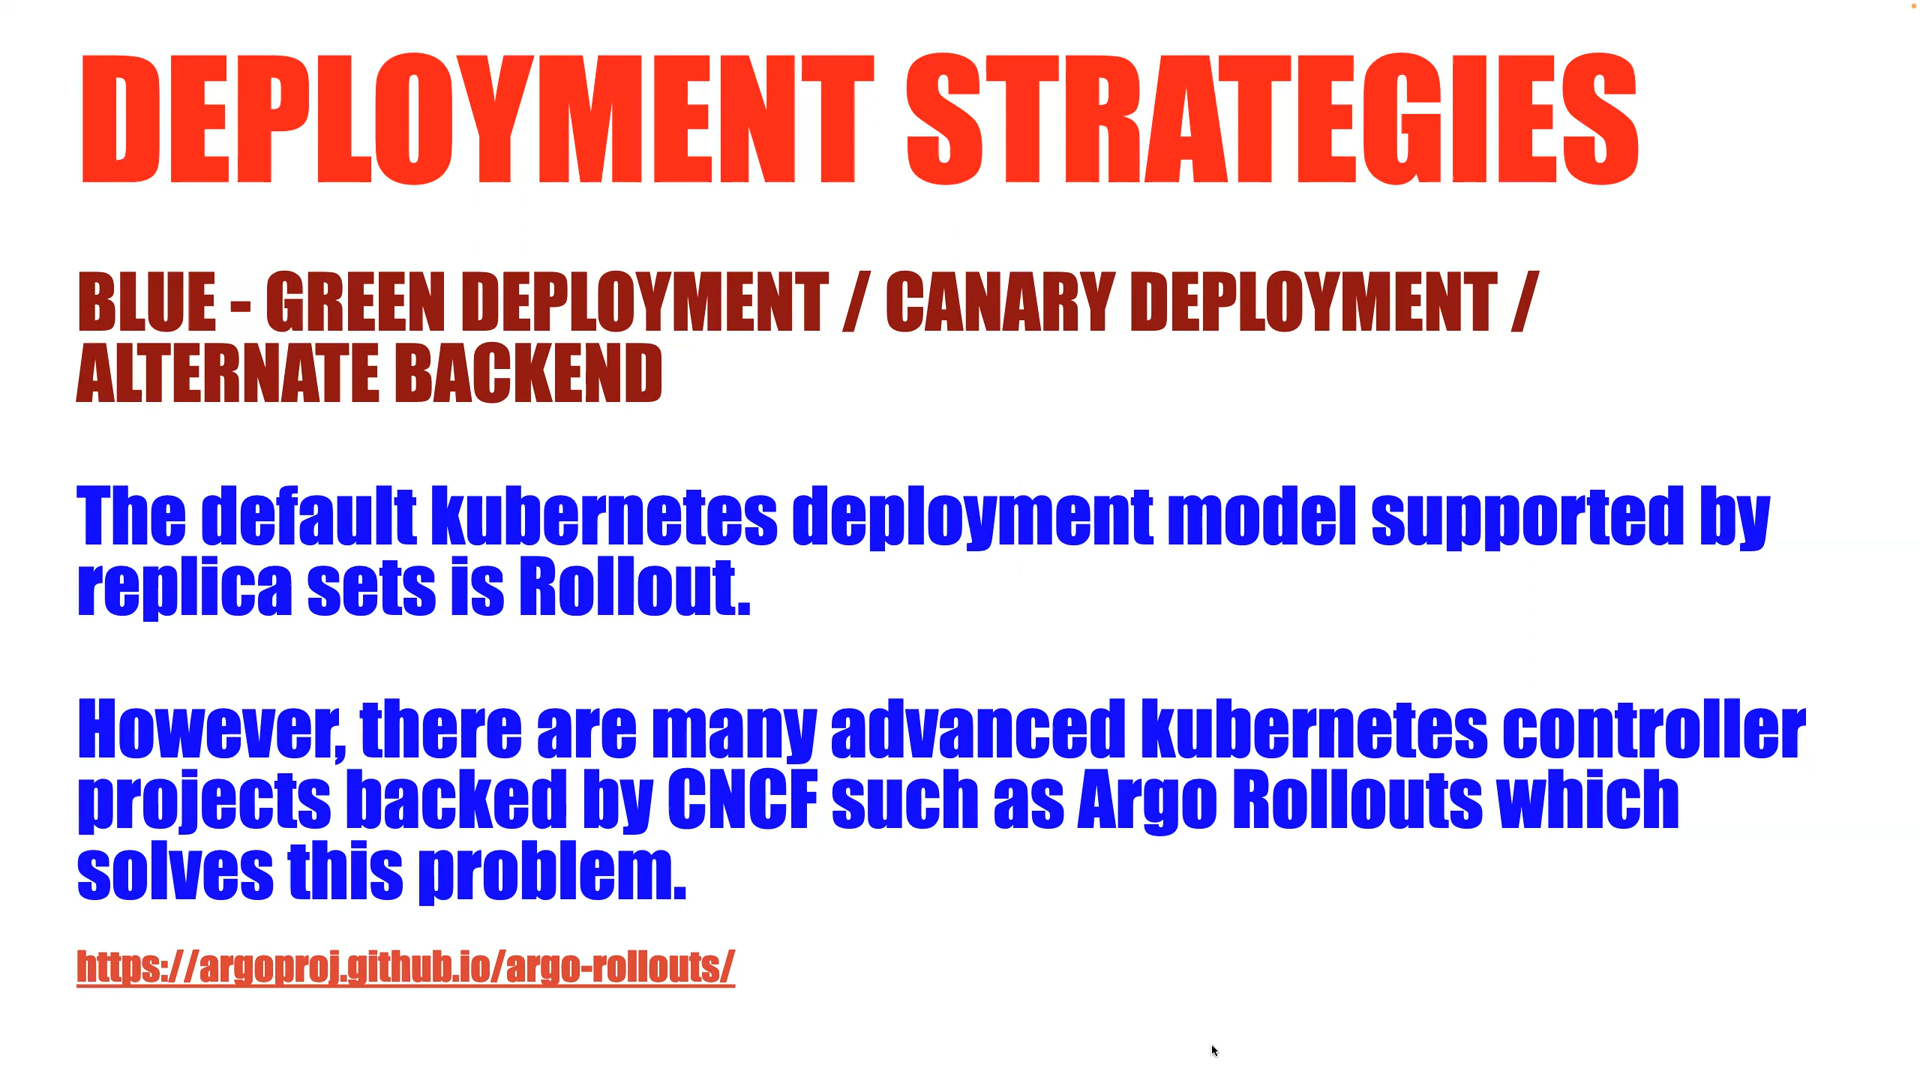 DEPLOYMENT STRATEGIES
BLUE - GREEN DEPLOYMENT / CANARY DEPLOYMENT /
ALTERNATE BACKEND
The default kubernetes deployment model supported by
replica sets is Rollout.
However, there are many advanced kubernetes controller
projects backed by CNCF such as Argo Rollouts which
solves this problem.
https://argoproj.github.io/argo-rollouts/